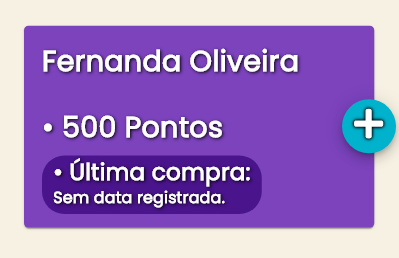 Fernanda Oliveira
• 500 Pontos
• Última compra:
Sem data registrada.